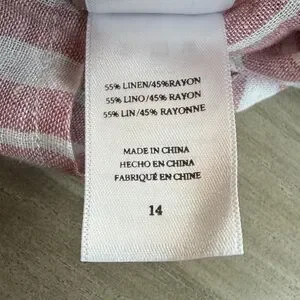 55% LINEN/45%RAYON
55% LINO/45% RAYON
55% LIN/45% RAYONNE
MADE IN CHINA
HECHO EN CHINA
FABRIQUÉ EN CHINE
14